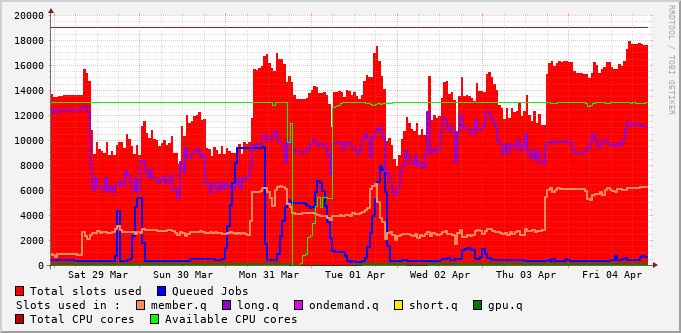 RRDTOOL / TOBI OETIKER
20000
18000
16000
14000
12000
10000
8000
6000
4000
2000
0
Sat 29 Mar Sun 30 Mar Mon 31 Mar Tue 01 Apr Wed 02 Apr Thu 03 Apr Fri 04 Apr
Total slots used Queued Jobs
Slots used in : member.q long.q ondemand.q short.q gpu.q
Total CPU cores Available CPU cores